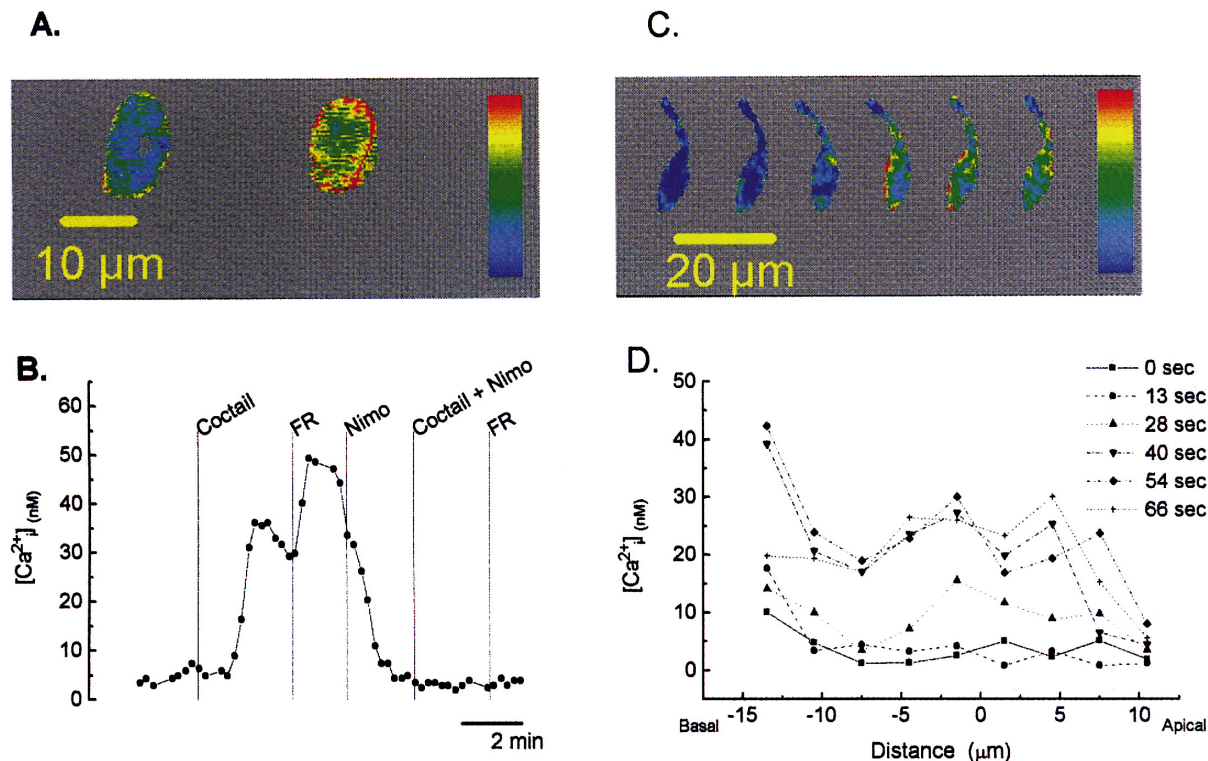 A.
10 µm
B.
[Ca²⁺ᵢ] (nM)
60
50
40
30
20
10
0
Coctail
FR
Nimo
Coctail + Nimo
FR
2 min
C.
20 µm
D.
[Ca²⁺ᵢ] (nM)
50
40
30
20
10
0
0 sec
13 sec
28 sec
40 sec
54 sec
66 sec
-15
-10
-5
0
5
10
Basal
Apical
Distance (µm)